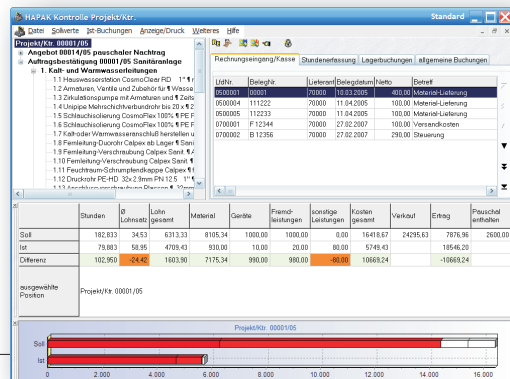 HAPAK Kontrolle Projekt/Ktr.
Standard
Datei Sollwerte Ist-Buchungen Anzeige/Druck Weiteres Hilfe
Projekt/Ktr. 00001/05
Angebot 00014/05 pauschaler Nachtrag
Auftragsbestätigung 00001/05 Sanitäranlage
1. Kalt- und Warmwasserleitungen
1.1 Hauswasserstation CosmoClear RD 1"¶
1.2 Armaturen, Ventile und Zubehör für ¶ Wasse
1.3 Zirkulationspumpe mit Armaturen und ¶ Zeits
1.4 Unipipe Mehrschichtverbundrohr bis 20 x ¶ 2
1.5 Schlauchisolierung CosmoFlex 100% ¶ PE F
1.6 Schlauchisolierung CosmoFlex 100% ¶ PE F
1.7 Kalt-oder Warmwasseranschluß herstellen u
1.8 Fernleitung-Duorohr Calpex ab Lager ¶ Sani
1.9 Fernleitung-Verschraubung Calpex Sanit. ¶ A
1.10 Fernleitung-Verschraubung Calpex Sanit. ¶
1.11 Feuchtraum-Schrumpfendkappe Calpex ¶ f
1.12 Druckrohr PE-HD 32x 2.9mm PN 12.5 1"¶
Rechnungseingang/Kasse Stundenerfassung Lagerbuchungen allgemeine Buchungen
LfdNr. BelegNr. Lieferant Belegdatum Netto Betreff
0500001 00001 70000 10.03.2005 400,00 Material-Lieferung
0500004 111222 70000 11.04.2005 100,00 Material-Lieferung
0500005 112233 70000 11.04.2005 100,00 Material-Lieferung
0700001 F 12344 70000 27.02.2007 100,00 Versandkosten
0700002 B 12356 70000 27.02.2007 290,00 Steuerung
Stunden Ø Lohnsatz Lohn gesamt Material Geräte Fremd-leistungen sonstige Leistungen Kosten gesamt Verkauf Ertrag Pauschal enthalten
Soll 182,833 34,53 6313,33 8105,34 1000,00 1000,00 0,00 16418,67 24295,63 7876,96 2600,00
Ist 79,883 58,95 4709,43 930,00 10,00 20,00 80,00 5749,43 18546,20
Differenz 102,950 -24,42 1603,90 7175,34 990,00 980,00 -80,00 10669,24 -10669,24
ausgewählte Position Projekt/Ktr. 00001/05
Projekt/Ktr. 00001/05
Soll
Ist
0 2.000 4.000 6.000 8.000 10.000 12.000 14.000 16.000